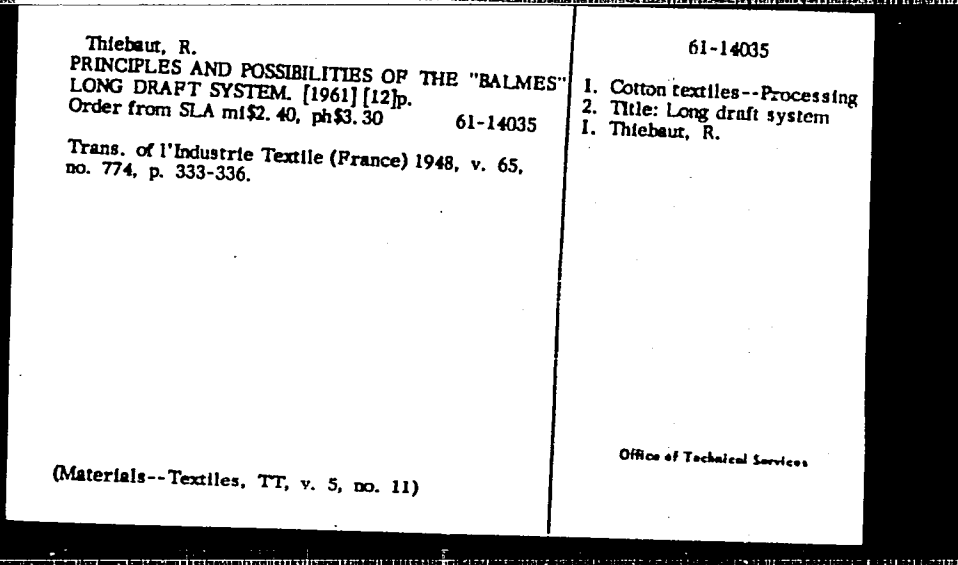 Thiebaut, R.
PRINCIPLES AND POSSIBILITIES OF THE "BALMES"
LONG DRAFT SYSTEM. [1961] [12]p.
Order from SLA mi$2.40, ph$3.30 61-14035
Trans. of l'Industrie Textile (France) 1948, v. 65,
no. 774, p. 333-336.
(Materials--Textiles, TT, v. 5, no. 11)
61-14035
1. Cotton textiles--Processing
2. Title: Long draft system
I. Thiebaut, R.
Office of Technical Services